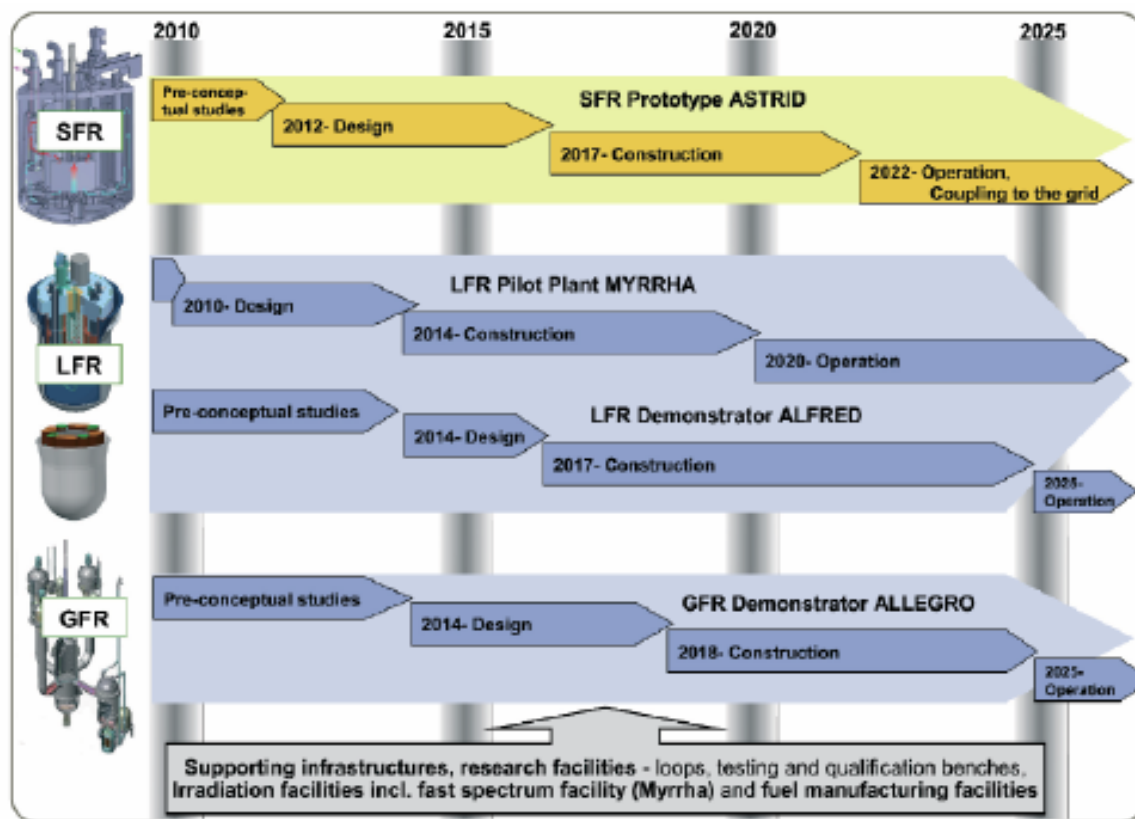 2010 2015 2020 2025
SFR
Pre-concep-
tual studies
SFR Prototype ASTRID
2012- Design
2017- Construction
2022- Operation,
Coupling to the grid
LFR
LFR Pilot Plant MYRRHA
2010- Design
2014- Construction
2020- Operation
Pre-conceptual studies
LFR Demonstrator ALFRED
2014- Design
2017- Construction
2025-
Operation
GFR
Pre-conceptual studies
GFR Demonstrator ALLEGRO
2014- Design
2018- Construction
2025-
Operation
Supporting infrastructures, research facilities - loops, testing and qualification benches,
Irradiation facilities incl. fast spectrum facility (Myrrha) and fuel manufacturing facilities